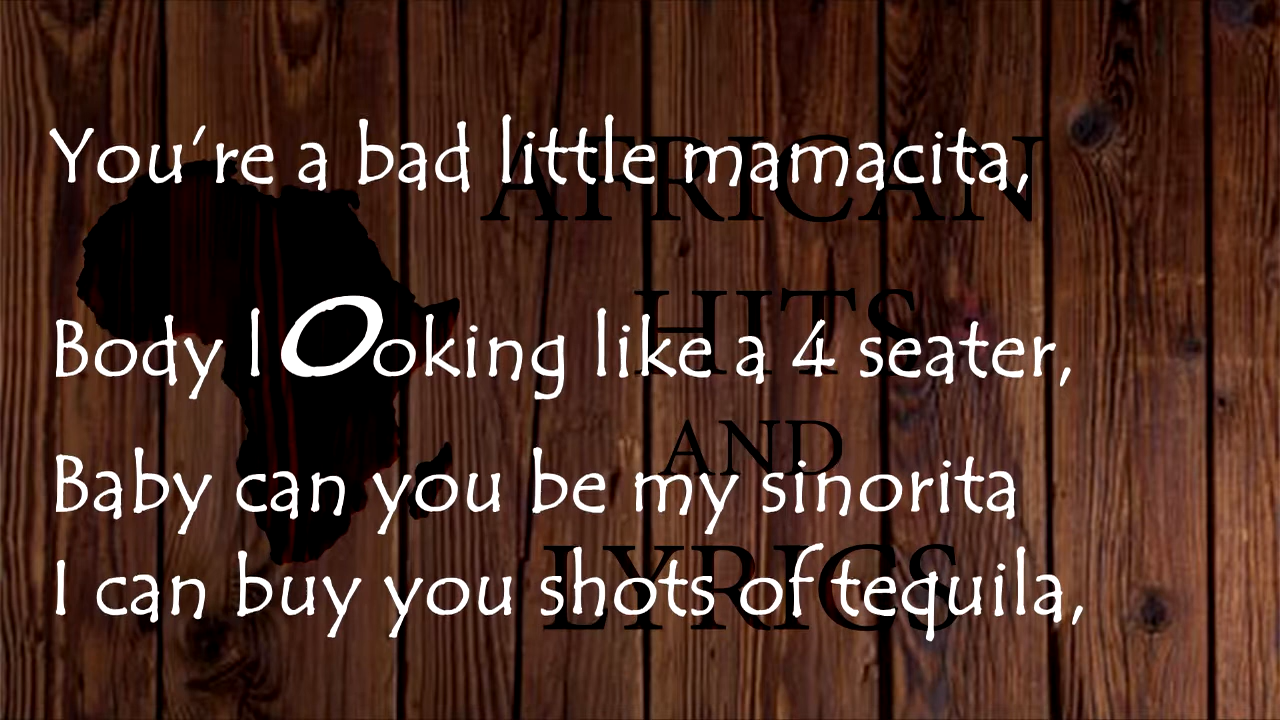 You're a bad little mamacita,
Body lOoking like a 4 seater,
Baby can you be my sinorita
I can buy you shots of tequila,
AFRICAN
HITS
AND
LYRICS